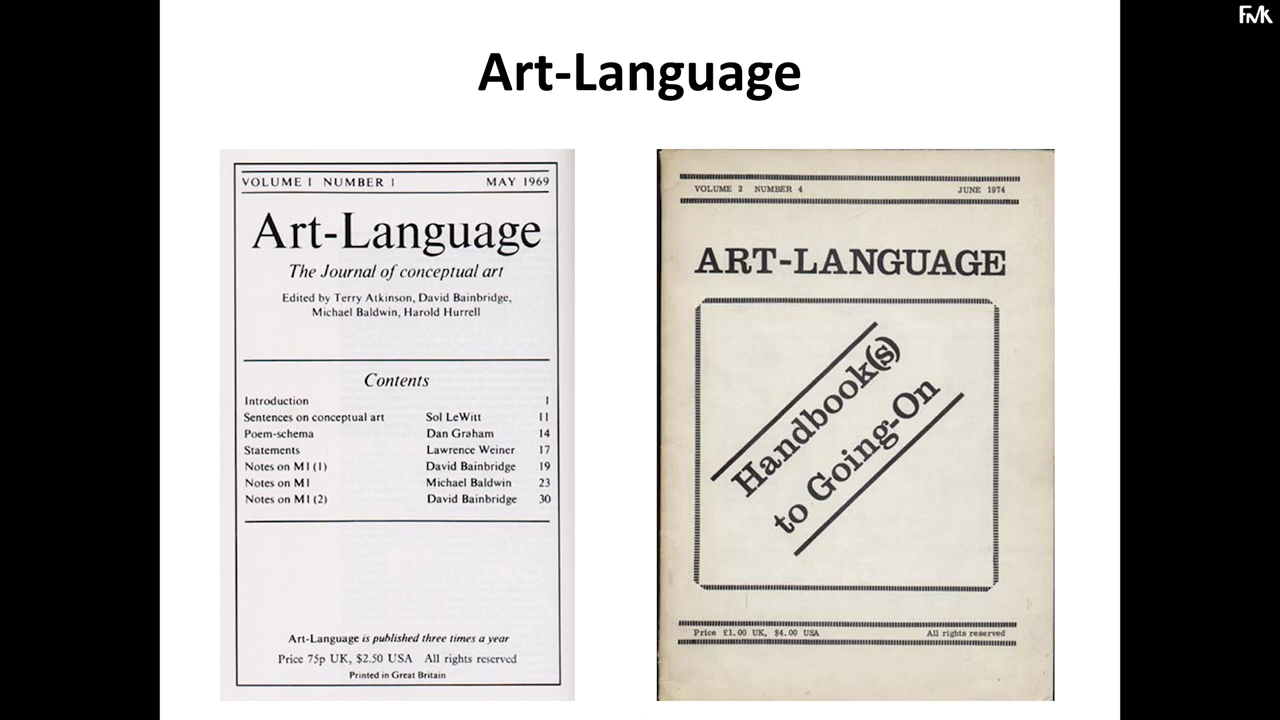 FMK
Art-Language
VOLUME 1 NUMBER 1 MAY 1969
Art-Language
The Journal of conceptual art
Edited by Terry Atkinson, David Bainbridge,
Michael Baldwin, Harold Hurrell
Contents
Introduction 1
Sentences on conceptual art Sol LeWitt 11
Poem-schema Dan Graham 14
Statements Lawrence Weiner 17
Notes on M1 (1) David Bainbridge 19
Notes on M1 Michael Baldwin 23
Notes on M1 (2) David Bainbridge 30
Art-Language is published three times a year
Price 75p UK, $2.50 USA All rights reserved
Printed in Great Britain
VOLUME 2 NUMBER 4 JUNE 1974
ART-LANGUAGE
Handbook(s)
to Going-On
Price £1.00 UK, $4.00 USA All rights reserved